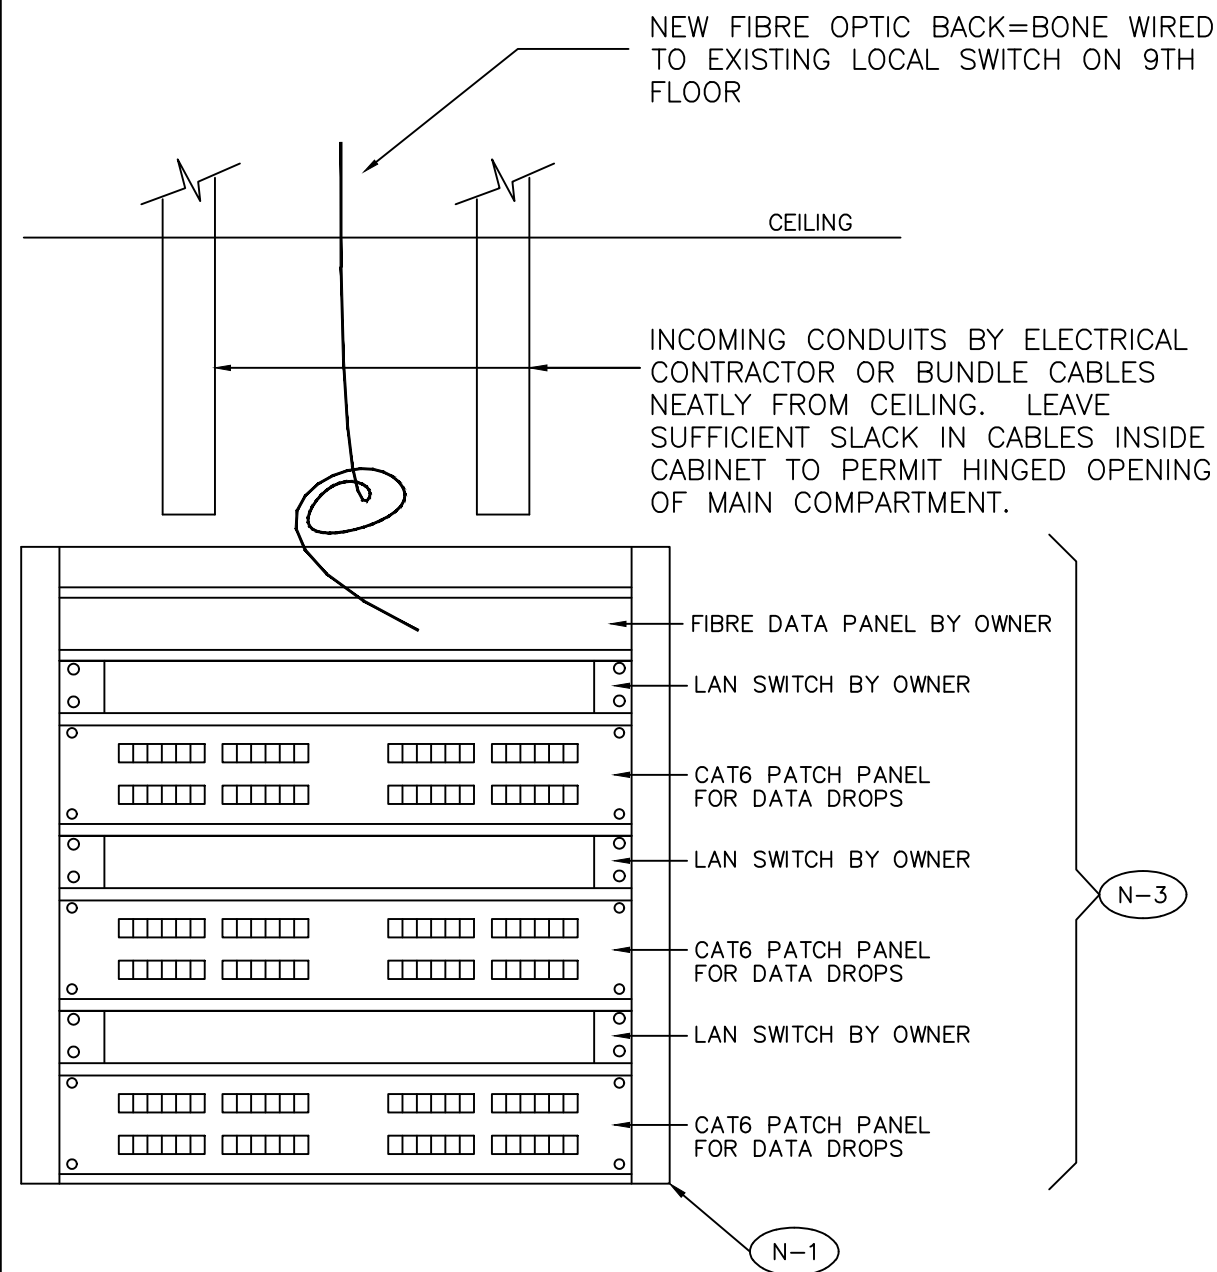 NEW FIBRE OPTIC BACK=BONE WIRED
TO EXISTING LOCAL SWITCH ON 9TH
FLOOR
CEILING
INCOMING CONDUITS BY ELECTRICAL
CONTRACTOR OR BUNDLE CABLES
NEATLY FROM CEILING. LEAVE
SUFFICIENT SLACK IN CABLES INSIDE
CABINET TO PERMIT HINGED OPENING
OF MAIN COMPARTMENT.
FIBRE DATA PANEL BY OWNER
LAN SWITCH BY OWNER
CAT6 PATCH PANEL
FOR DATA DROPS
LAN SWITCH BY OWNER
N-3
CAT6 PATCH PANEL
FOR DATA DROPS
LAN SWITCH BY OWNER
CAT6 PATCH PANEL
FOR DATA DROPS
N-1